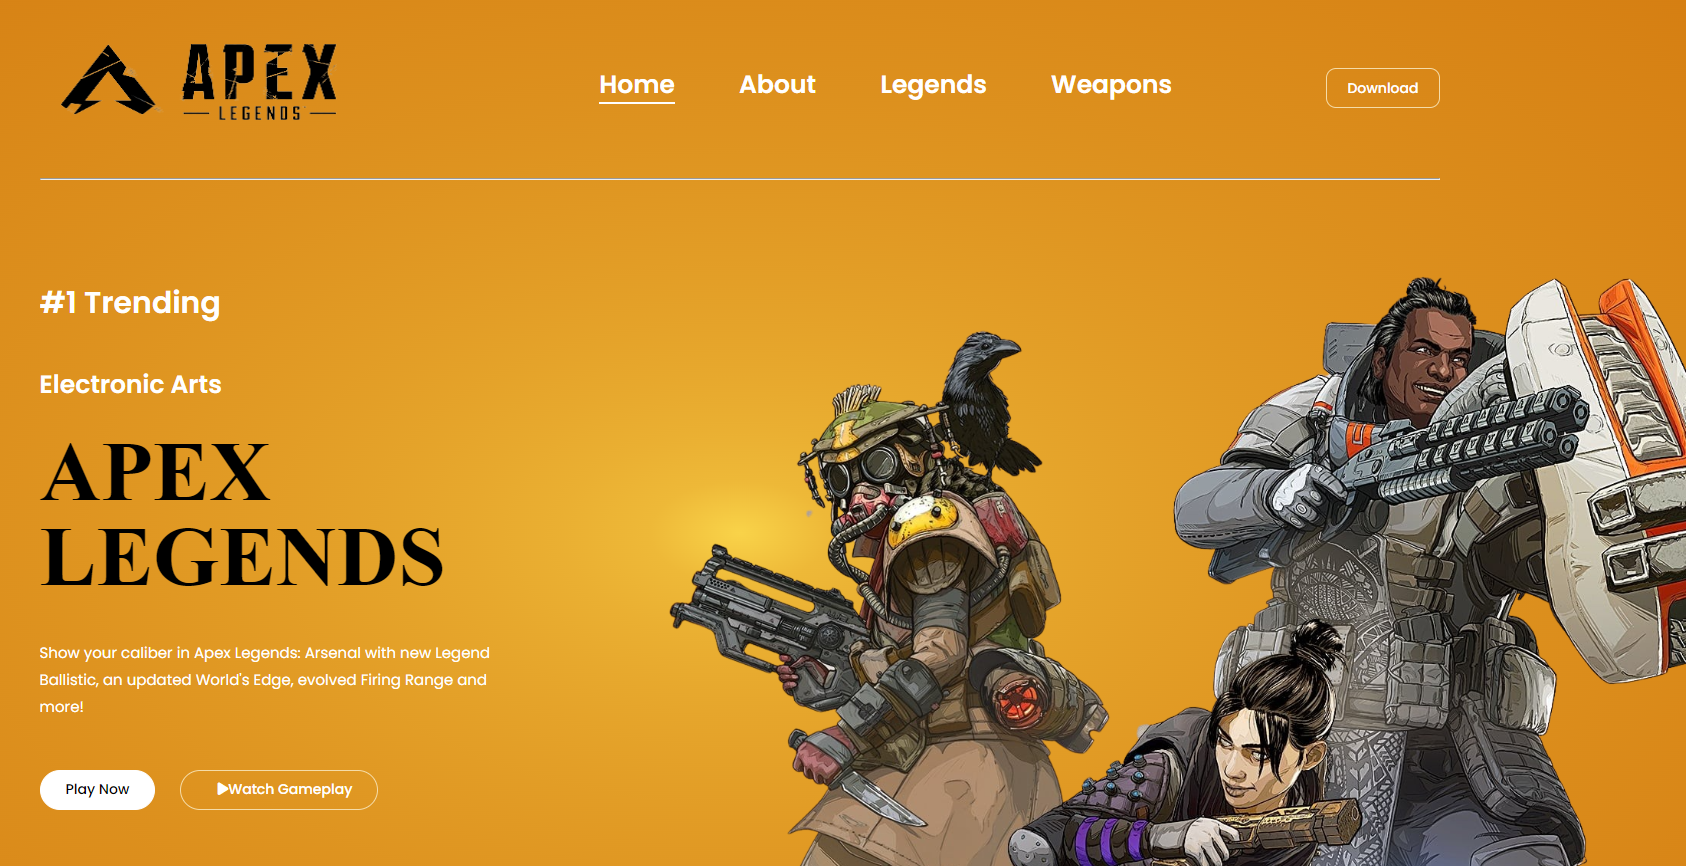 APEX
LEGENDS
Home
About
Legends
Weapons
Download
#1 Trending
Electronic Arts
APEX
LEGENDS
Show your caliber in Apex Legends: Arsenal with new Legend
Ballistic, an updated World's Edge, evolved Firing Range and
more!
Play Now
Watch Gameplay